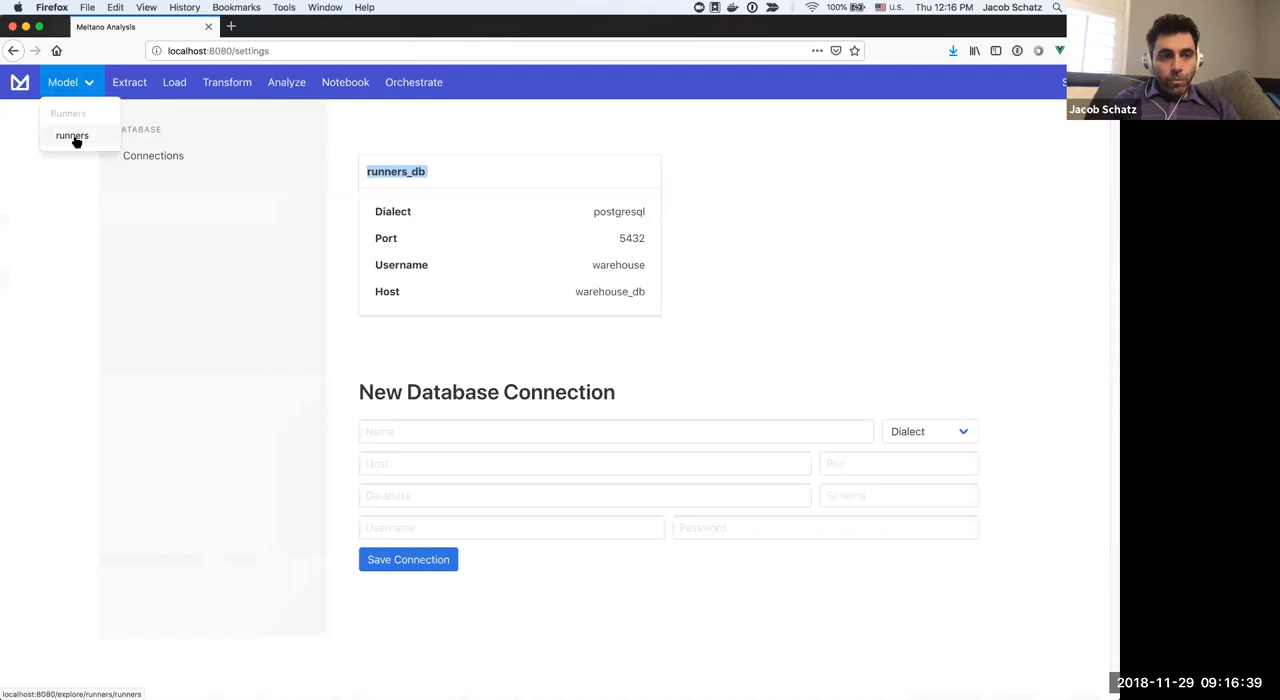 Firefox File Edit View History Bookmarks Tools Window Help 100% U.S. Thu 12:16 PM Jacob Schatz
Meltano Analysis
localhost:8080/settings
Model Extract Load Transform Analyze Notebook Orchestrate S
Jacob Schatz
Runners
runners
ATABASE
Connections
runners_db
Dialect postgresql
Port 5432
Username warehouse
Host warehouse_db
New Database Connection
Name Dialect
Host Port
Database Schema
Username Password
Save Connection
localhost:8080/explore/runners/runners
2018-11-29 09:16:39